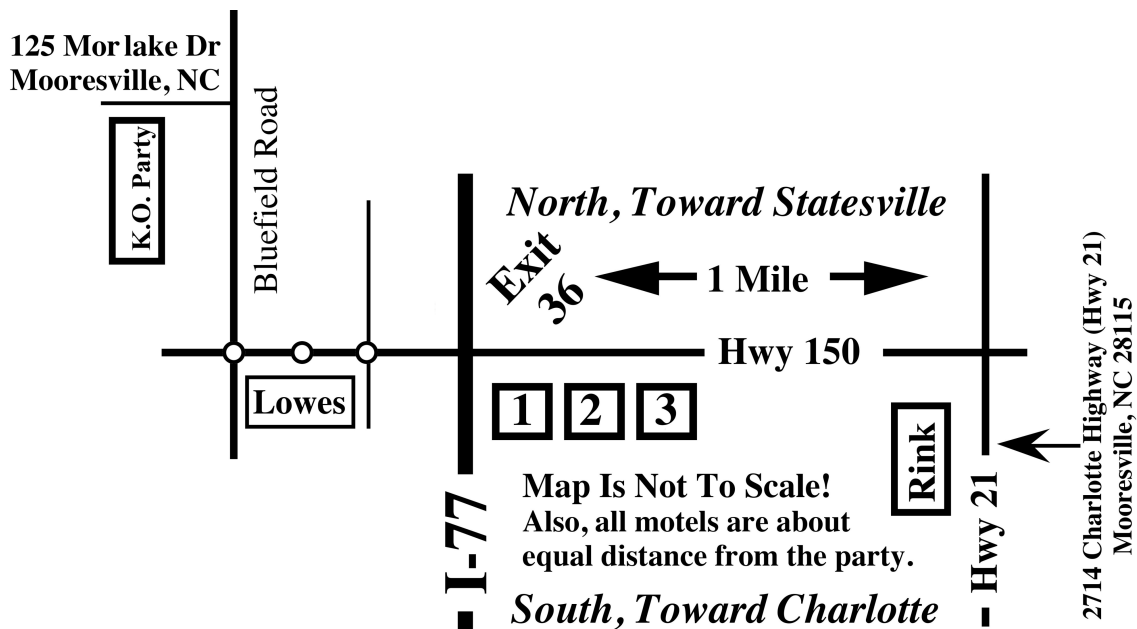 125 Morlake Dr
Mooresville, NC
K.O. Party
Bluefield Road
North, Toward Statesville
Exit
36
1 Mile
Hwy 150
Lowes
1
2
3
Rink
Map Is Not To Scale!
Also, all motels are about
equal distance from the party.
I-77
Hwy 21
South, Toward Charlotte
2714 Charlotte Highway (Hwy 21)
Mooresville, NC 28115